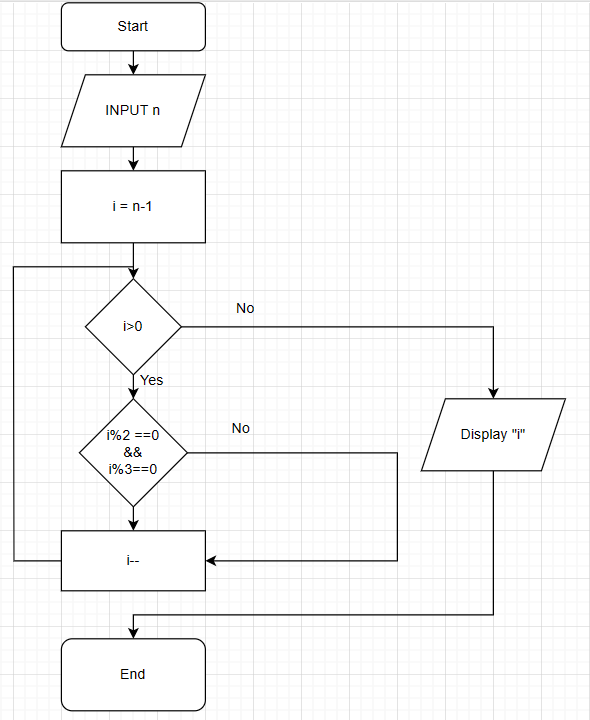 Start
INPUT n
i = n-1
No
i>0
Yes
No
i%2 ==0
&&
i%3==0
Display "i"
i--
End